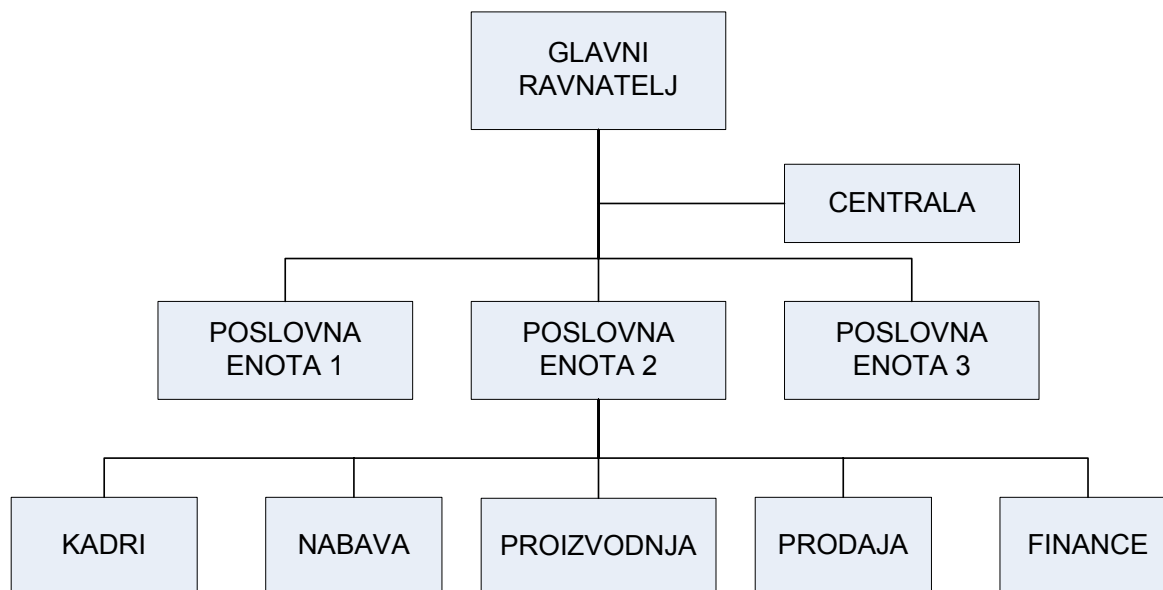 GLAVNI
RAVNATELJ
CENTRALA
POSLOVNA
ENOTA 1
POSLOVNA
ENOTA 2
POSLOVNA
ENOTA 3
KADRI
NABAVA
PROIZVODNJA
PRODAJA
FINANCE